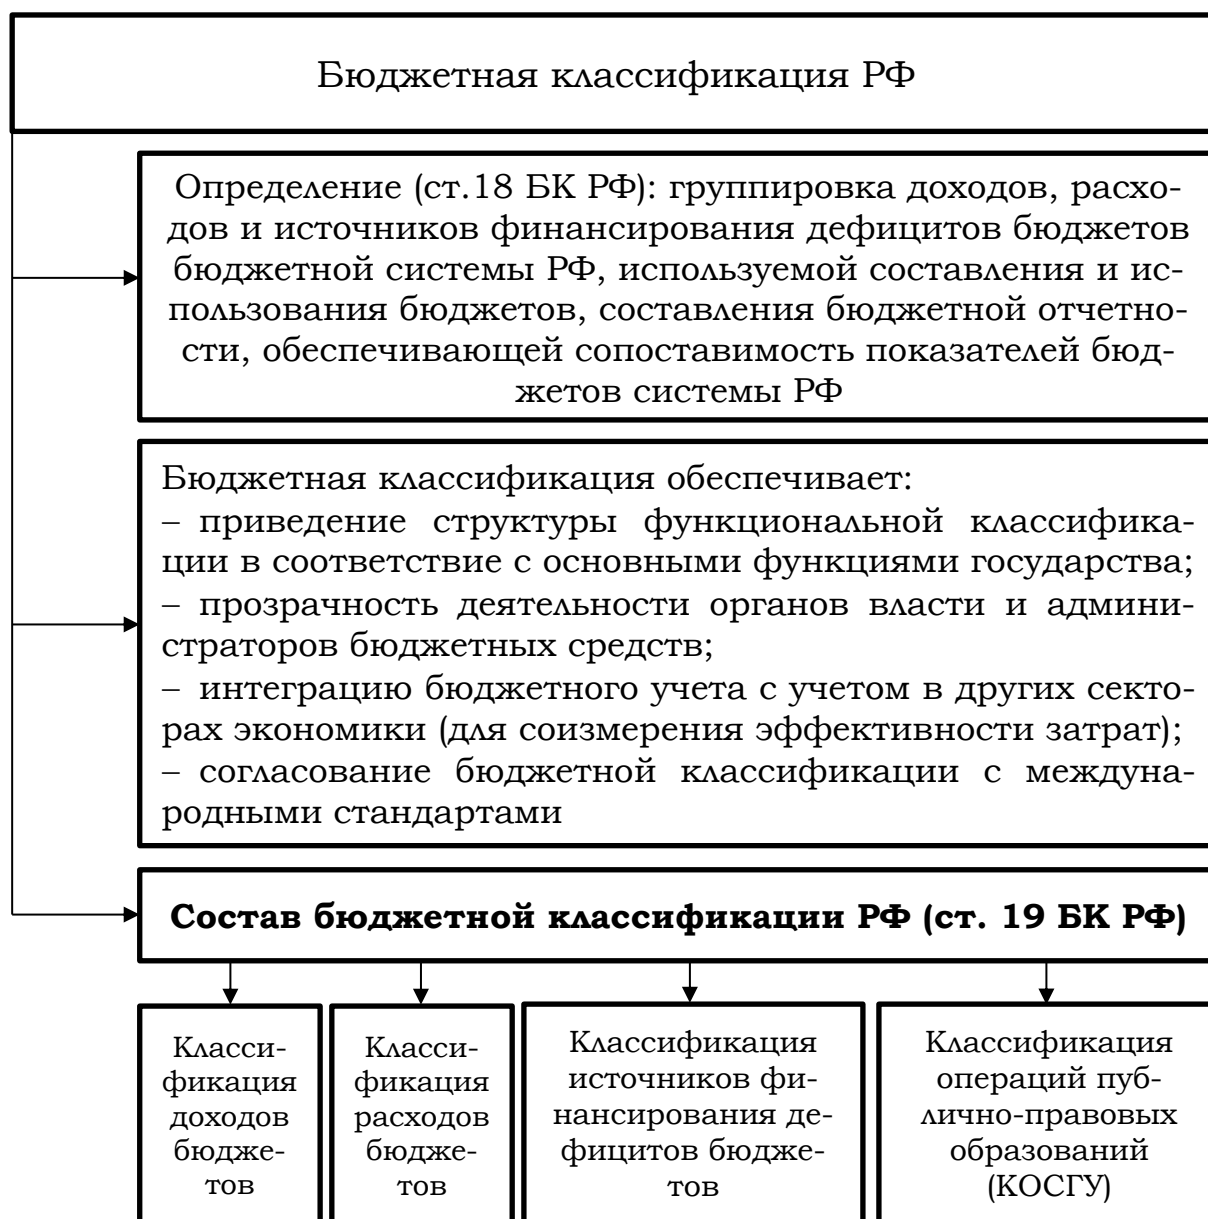 Бюджетная классификация РФ
Определение (ст.18 БК РФ): группировка доходов, расхо-
дов и источников финансирования дефицитов бюджетов
бюджетной системы РФ, используемой составления и ис-
пользования бюджетов, составления бюджетной отчетно-
сти, обеспечивающей сопоставимость показателей бюд-
жетов системы РФ
Бюджетная классификация обеспечивает:
– приведение структуры функциональной классифика-
ции в соответствие с основными функциями государства;
– прозрачность деятельности органов власти и админи-
страторов бюджетных средств;
– интеграцию бюджетного учета с учетом в других секто-
рах экономики (для соизмерения эффективности затрат);
– согласование бюджетной классификации с междуна-
родными стандартами
Состав бюджетной классификации РФ (ст. 19 БК РФ)
Класси-
фикация
доходов
бюдже-
тов
Класси-
фикация
расходов
бюдже-
тов
Классификация
источников фи-
нансирования де-
фицитов бюдже-
тов
Классификация
операций пуб-
лично-правовых
образований
(КОСГУ)